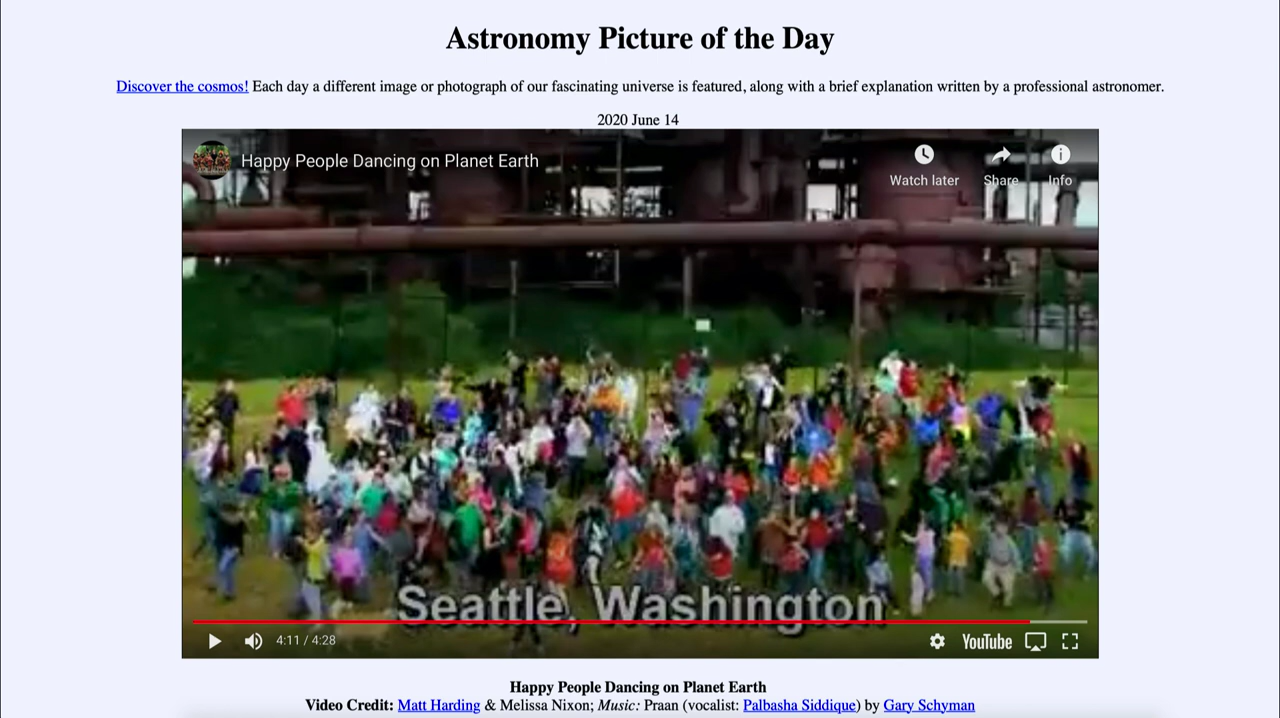 Astronomy Picture of the Day
Discover the cosmos! Each day a different image or photograph of our fascinating universe is featured, along with a brief explanation written by a professional astronomer.
2020 June 14
Happy People Dancing on Planet Earth
Watch later
Share
Info
Seattle, Washington
4:11 / 4:28
YouTube
Happy People Dancing on Planet Earth
Video Credit: Matt Harding & Melissa Nixon; Music: Praan (vocalist: Palbasha Siddique) by Gary Schyman